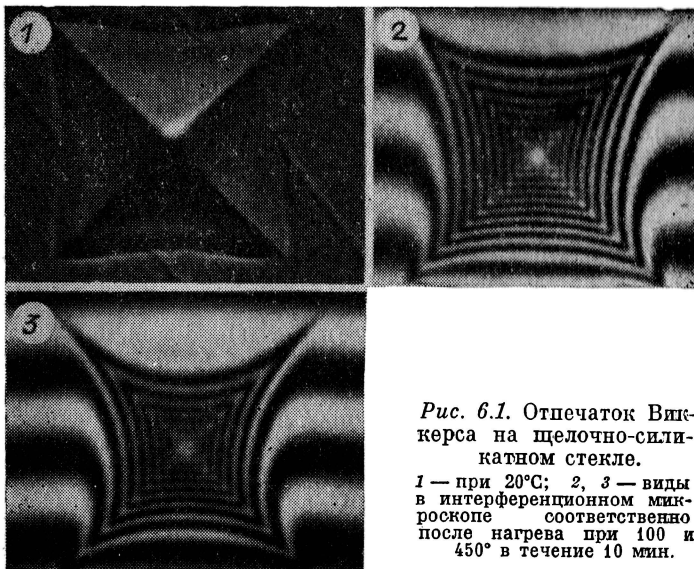 1
2
3
Рис. 6.1. Отпечаток Вик-
керса на щелочно-сили-
катном стекле.
1 — при 20°С; 2, 3 — виды
в интерференционном мик-
роскопе соответственно
после нагрева при 100 и
450° в течение 10 мин.